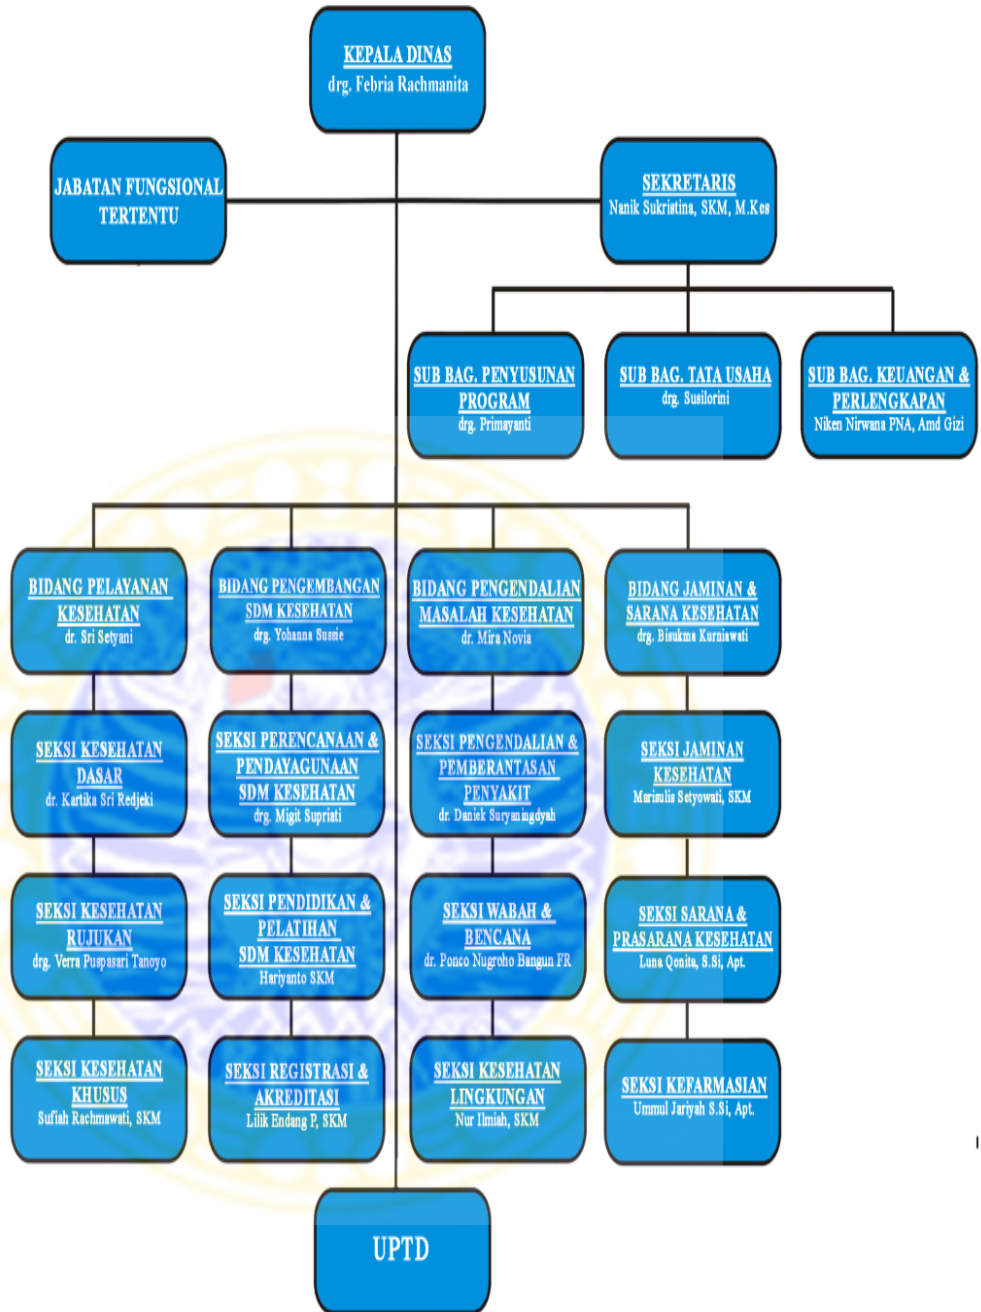 KEPALA DINAS
drg. Febria Rachmanita
JABATAN FUNGSIONAL
TERTENTU
SEKRETARIS
Nanik Sukristina, SKM, M.Kes
SUB BAG. PENYUSUNAN
PROGRAM
drg. Primayanti
SUB BAG. TATA USAHA
drg. Susilorini
SUB BAG. KEUANGAN &
PERLENGKAPAN
Niken Nirwana PNA, Amd Gizi
BIDANG PELAYANAN
KESEHATAN
dr. Sri Setyani
BIDANG PENGEMBANGAN
SDM KESEHATAN
drg. Yohanna Sussie
BIDANG PENGENDALIAN
MASALAH KESEHATAN
dr. Mira Novia
BIDANG JAMINAN &
SARANA KESEHATAN
drg. Bisukma Kurniawati
SEKSI KESEHATAN
DASAR
dr. Kartika Sri Redjeki
SEKSI PERENCANAAN &
PENDAYAGUNAAN
SDM KESEHATAN
drg. Migit Supriati
SEKSI PENGENDALIAN &
PEMBERANTASAN
PENYAKIT
dr. Daniek Suryaningdyah
SEKSI JAMINAN
KESEHATAN
Marisulis Setyowati, SKM
SEKSI KESEHATAN
RUJUKAN
drg. Verra Puspasari Tanoyo
SEKSI PENDIDIKAN &
PELATIHAN
SDM KESEHATAN
Hariyanto SKM
SEKSI WABAH &
BENCANA
dr. Ponco Nugroho Bangun FR
SEKSI SARANA &
PRASARANA KESEHATAN
Luna Qonita, S.Si, Apt.
SEKSI KESEHATAN
KHUSUS
Sufiah Rachmawati, SKM
SEKSI REGISTRASI &
AKREDITASI
Lilik Endang P, SKM
SEKSI KESEHATAN
LINGKUNGAN
Nur Ilmiah, SKM
SEKSI KEFARMASIAN
Ummul Jariyah S.Si, Apt.
UPTD